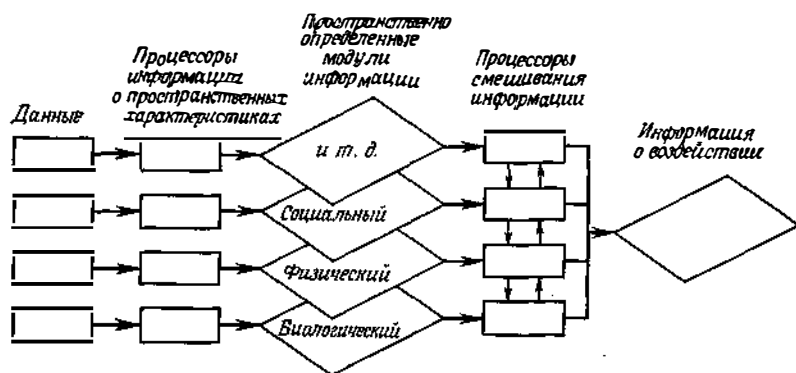 Данные
Процессоры
информации
о пространственных
характеристиках
Пространственно
определенные
модули
информации
Процессоры
смешивания
информации
Информация
о воздействии
и т. д.
Социальный
Физический
Биологический